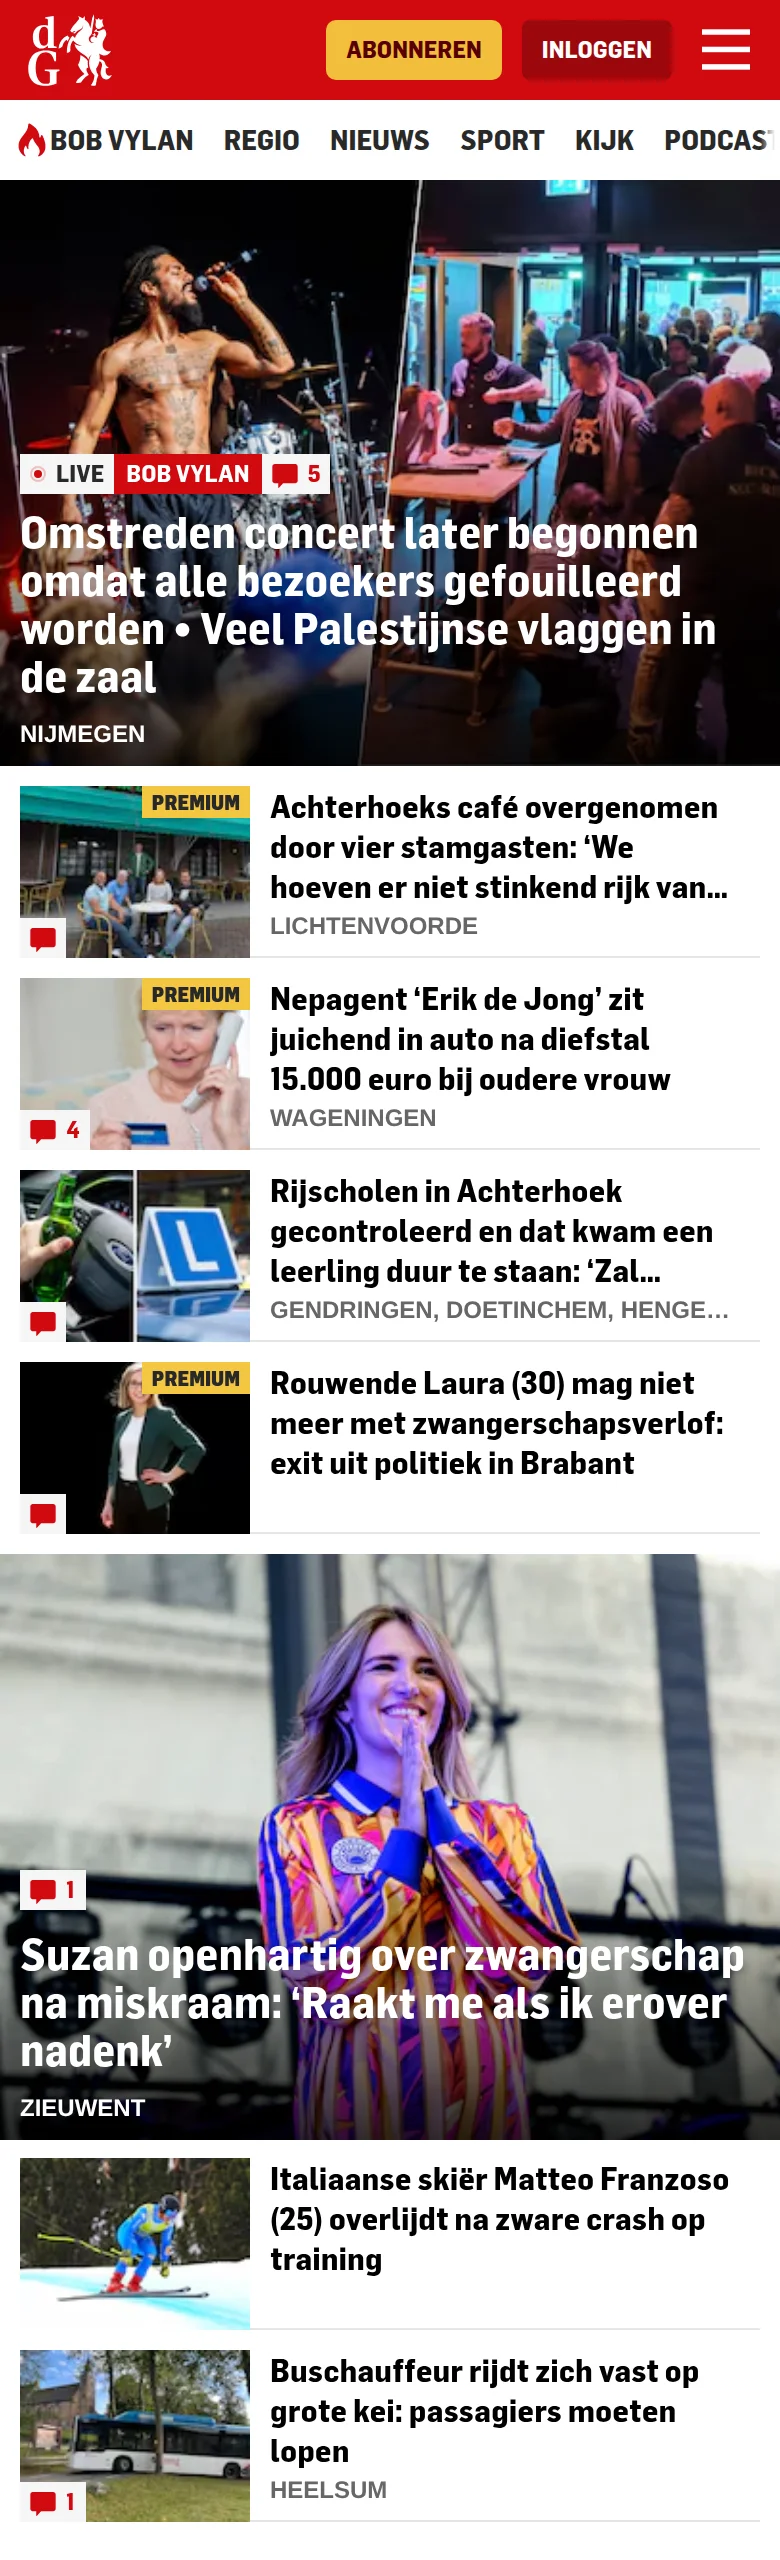 dG
ABONNEREN
INLOGGEN
BOB VYLAN
REGIO
NIEUWS
SPORT
KIJK
PODCAST
LIVE
BOB VYLAN
5
Omstreden concert later begonnen
omdat alle bezoekers gefouilleerd
worden • Veel Palestijnse vlaggen in
de zaal
NIJMEGEN
PREMIUM
Achterhoeks café overgenomen
door vier stamgasten: ‘We
hoeven er niet stinkend rijk van...
LICHTENVOORDE
PREMIUM
4
Nepagent ‘Erik de Jong’ zit
juichend in auto na diefstal
15.000 euro bij oudere vrouw
WAGENINGEN
L
Rijscholen in Achterhoek
gecontroleerd en dat kwam een
leerling duur te staan: ‘Zal...
GENDRINGEN, DOETINCHEM, HENGE...
PREMIUM
Rouwende Laura (30) mag niet
meer met zwangerschapsverlof:
exit uit politiek in Brabant
1
Suzan openhartig over zwangerschap
na miskraam: ‘Raakt me als ik erover
nadenk’
ZIEUWENT
Italiaanse skiër Matteo Franzoso
(25) overlijdt na zware crash op
training
1
Buschauffeur rijdt zich vast op
grote kei: passagiers moeten
lopen
HEELSUM